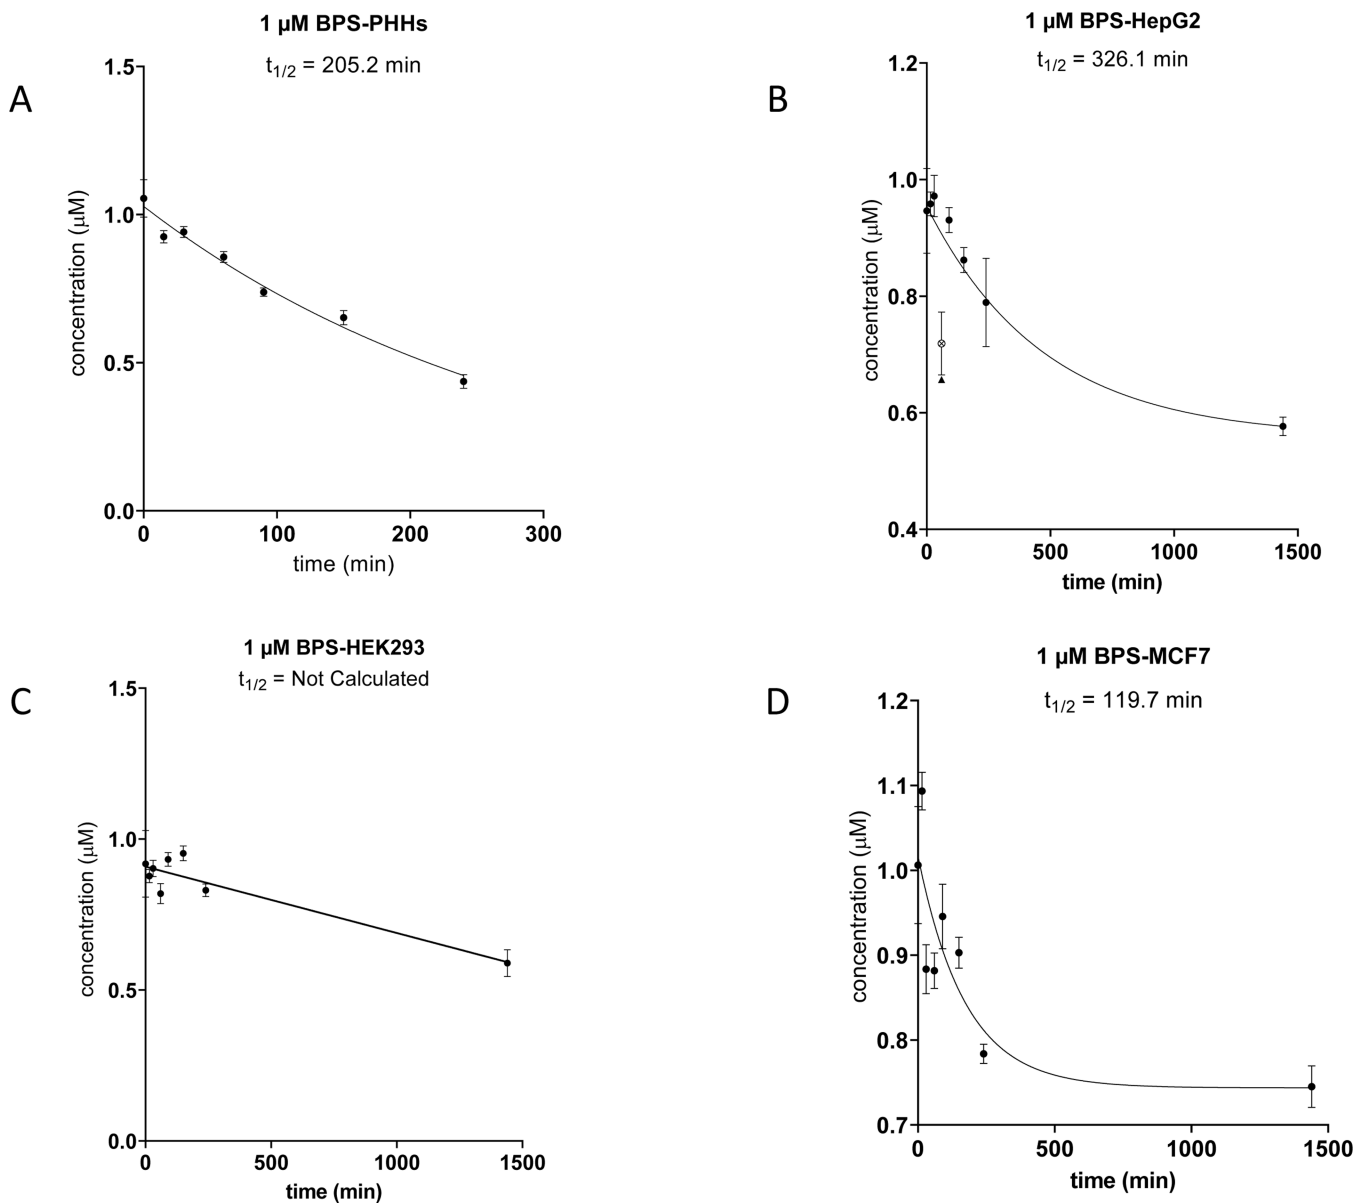 A
1 µM BPS-PHHs
t1/2 = 205.2 min
concentration (µM)
1.5
1.0
0.5
0.0
0 100 200 300
time (min)
B
1 µM BPS-HepG2
t1/2 = 326.1 min
concentration (µM)
1.2
1.0
0.8
0.6
0.4
0 500 1000 1500
time (min)
C
1 µM BPS-HEK293
t1/2 = Not Calculated
concentration (µM)
1.5
1.0
0.5
0.0
0 500 1000 1500
time (min)
D
1 µM BPS-MCF7
t1/2 = 119.7 min
concentration (µM)
1.2
1.1
1.0
0.9
0.8
0.7
0 500 1000 1500
time (min)